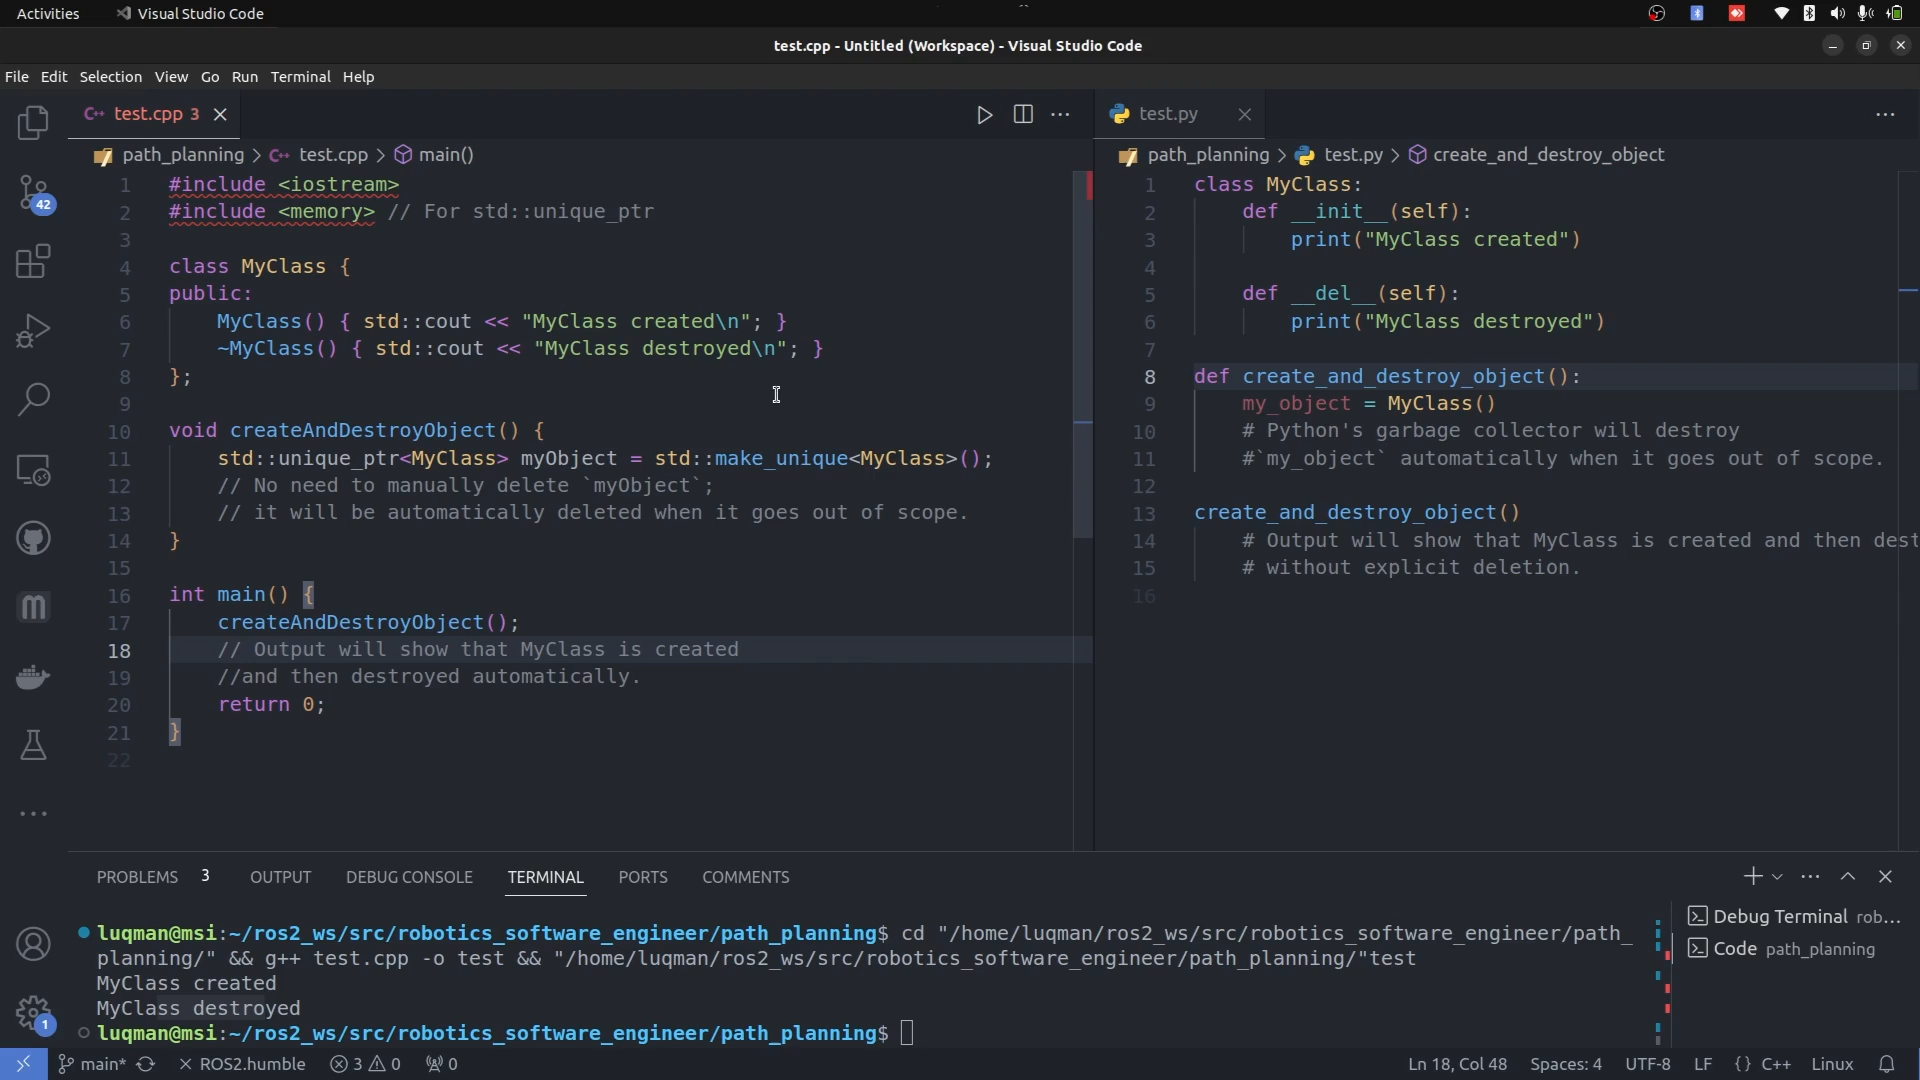 Activities
Visual Studio Code
test.cpp - Untitled (Workspace) - Visual Studio Code
File Edit Selection View Go Run Terminal Help
C++ test.cpp 3
path_planning > C++ test.cpp > main()
1 #include <iostream>
2 #include <memory> // For std::unique_ptr
3
4 class MyClass {
5 public:
6 MyClass() { std::cout << "MyClass created\n"; }
7 ~MyClass() { std::cout << "MyClass destroyed\n"; }
8 };
9
10 void createAndDestroyObject() {
11 std::unique_ptr<MyClass> myObject = std::make_unique<MyClass>();
12 // No need to manually delete `myObject`;
13 // it will be automatically deleted when it goes out of scope.
14 }
15
16 int main() {
17 createAndDestroyObject();
18 // Output will show that MyClass is created
19 //and then destroyed automatically.
20 return 0;
21 }
22
test.py
path_planning > test.py > create_and_destroy_object
1 class MyClass:
2 def __init__(self):
3 print("MyClass created")
4
5 def __del__(self):
6 print("MyClass destroyed")
7
8 def create_and_destroy_object():
9 my_object = MyClass()
10 # Python's garbage collector will destroy
11 #`my_object` automatically when it goes out of scope.
12
13 create_and_destroy_object()
14 # Output will show that MyClass is created and then dest
15 # without explicit deletion.
16
42
m
1
PROBLEMS 3 OUTPUT DEBUG CONSOLE TERMINAL PORTS COMMENTS
luqman@msi:~/ros2_ws/src/robotics_software_engineer/path_planning$ cd "/home/luqman/ros2_ws/src/robotics_software_engineer/path_
planning/" && g++ test.cpp -o test && "/home/luqman/ros2_ws/src/robotics_software_engineer/path_planning/"test
MyClass created
MyClass destroyed
luqman@msi:~/ros2_ws/src/robotics_software_engineer/path_planning$
Debug Terminal rob...
Code path_planning
main* ROS2.humble 3 0 0
Ln 18, Col 48 Spaces: 4 UTF-8 LF {} C++ Linux